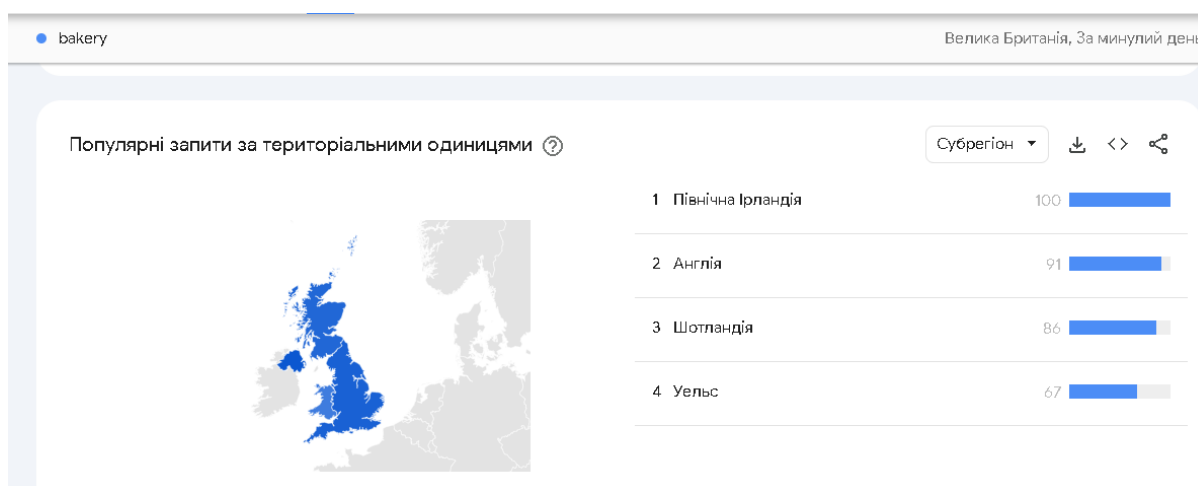 bakery
Велика Британія, За минулий день
Популярні запити за територіальними одиницями
Субрегіон
1 Північна Ірландія 100
2 Англія 91
3 Шотландія 86
4 Уельс 67